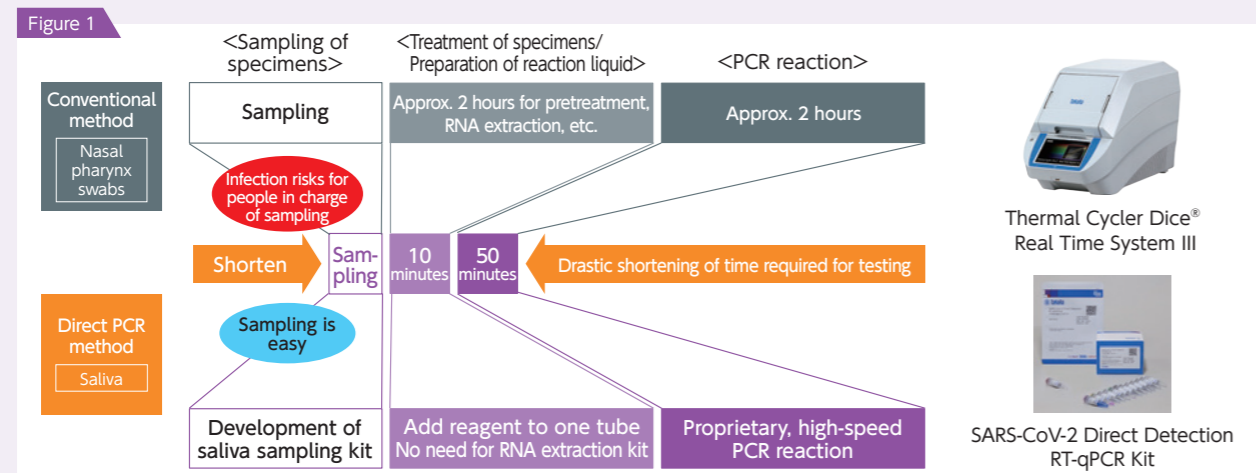 Figure 1
<Sampling of
specimens>
<Treatment of specimens/
Preparation of reaction liquid>
<PCR reaction>
Conventional
method
Nasal
pharynx
swabs
Sampling
Approx. 2 hours for pretreatment,
RNA extraction, etc.
Approx. 2 hours
Infection risks for
people in charge
of sampling
Shorten
Sam-
pling
10
minutes
50
minutes
Drastic shortening of time required for testing
Direct PCR
method
Saliva
Sampling is
easy
Development of
saliva sampling kit
Add reagent to one tube
No need for RNA extraction kit
Proprietary, high-speed
PCR reaction
Thermal Cycler Dice®
Real Time System III
SARS-CoV-2 Direct Detection
RT-qPCR Kit